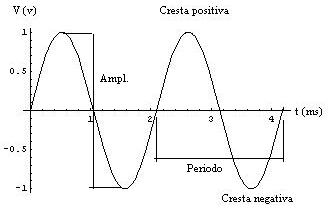 V (v)
Cresta positiva
1
0.5
Ampl.
1
2
3
4
t (ms)
-0.5
Periodo
-1
Cresta negativa